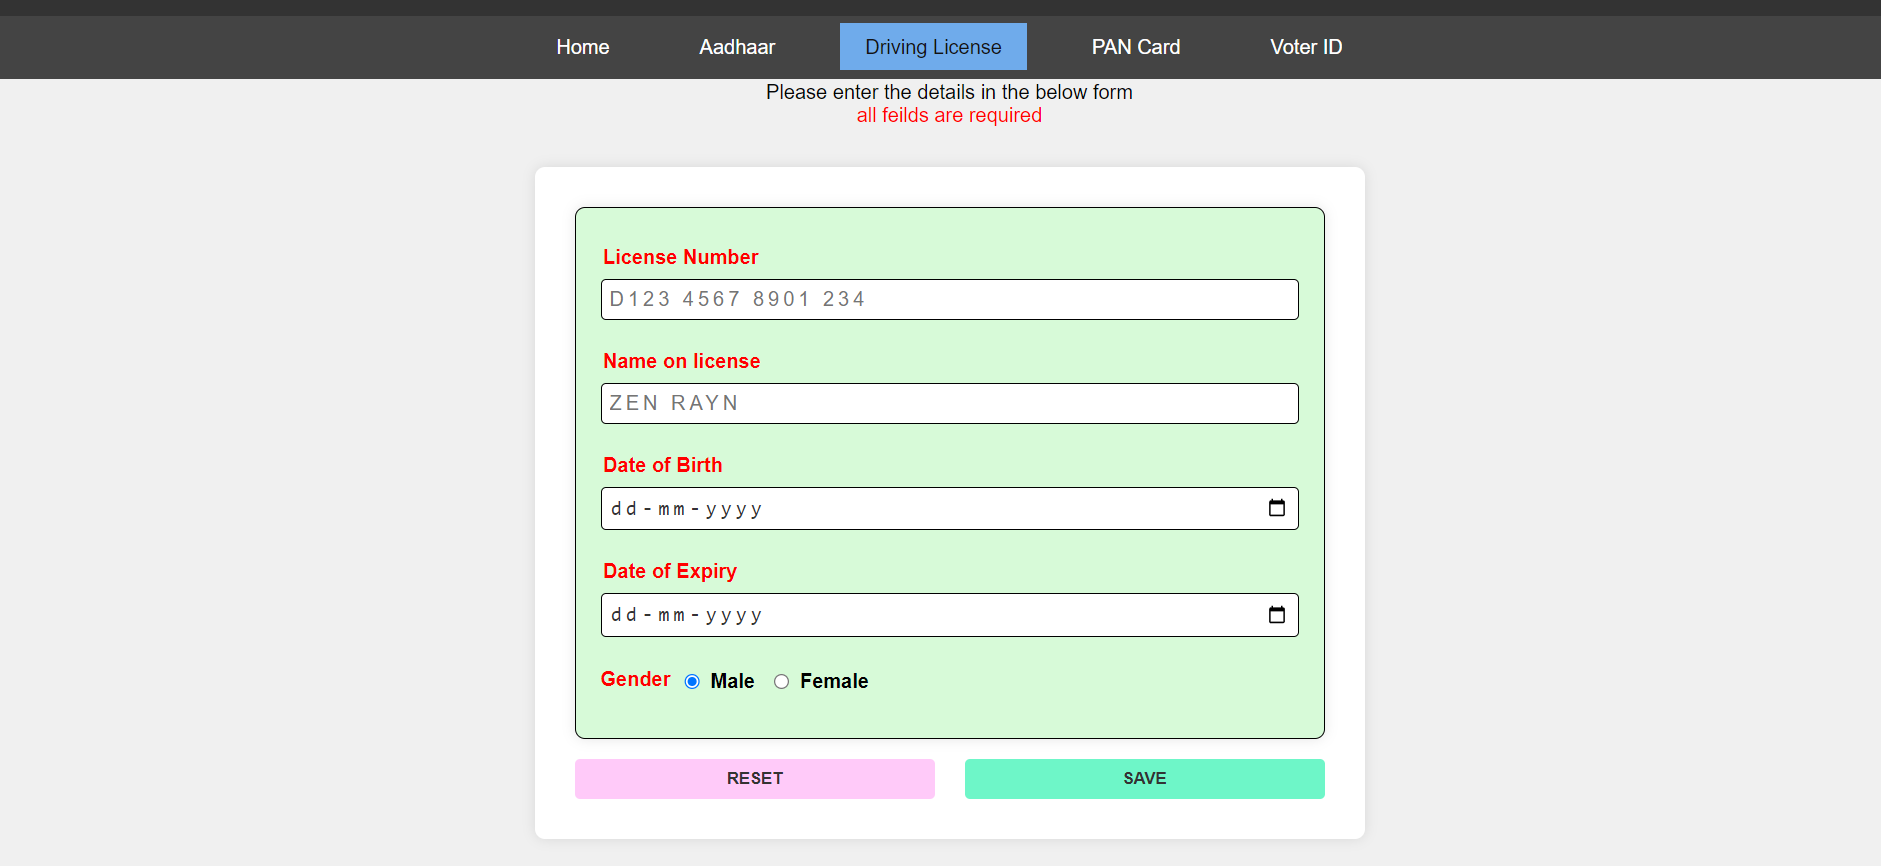 Home Aadhaar Driving License PAN Card Voter ID
Please enter the details in the below form
all feilds are required
License Number
D123 4567 8901 234
Name on license
ZEN RAYN
Date of Birth
dd-mm-yyyy
Date of Expiry
dd-mm-yyyy
Gender Male Female
RESET SAVE